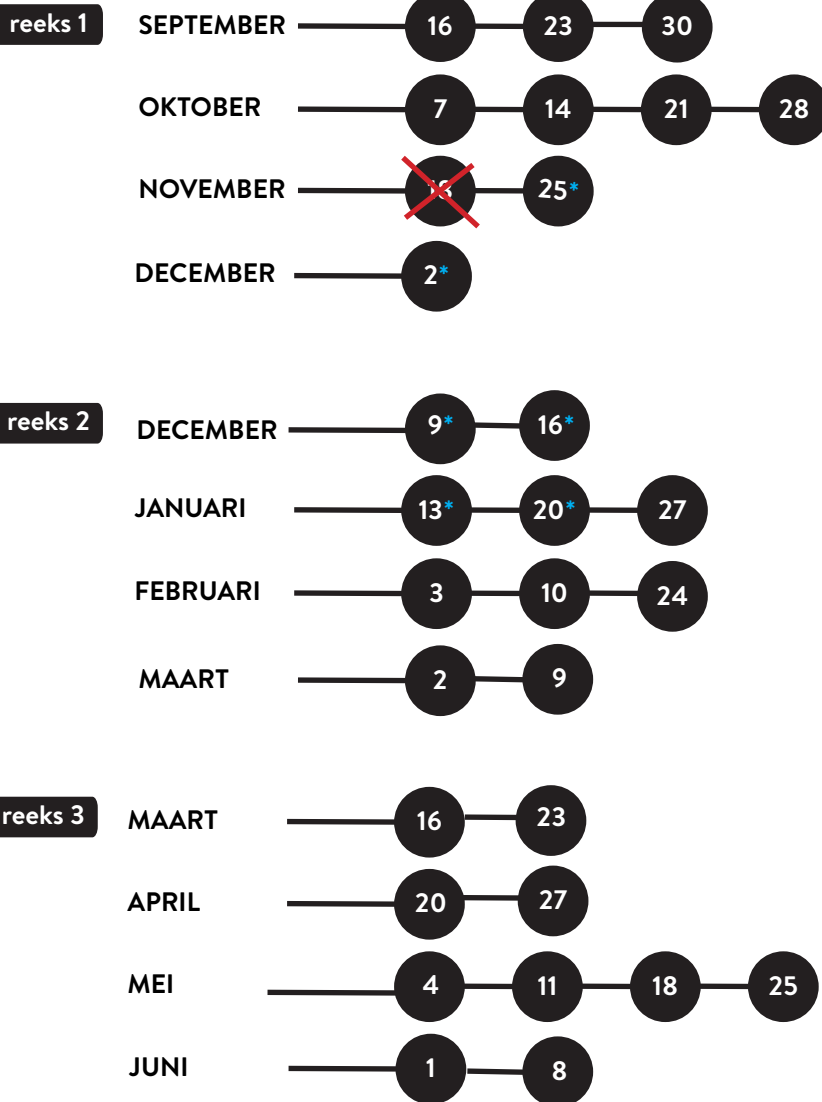 reeks 1 SEPTEMBER 16 23 30
OKTOBER 7 14 21 28
NOVEMBER 18 25*
DECEMBER 2*
reeks 2 DECEMBER 9* 16*
JANUARI 13* 20* 27
FEBRUARI 3 10 24
MAART 2 9
reeks 3 MAART 16 23
APRIL 20 27
MEI 4 11 18 25
JUNI 1 8